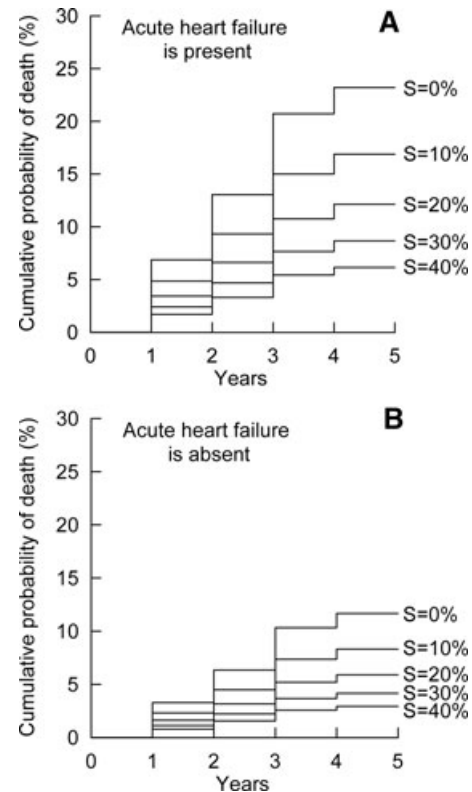 A
Acute heart failure
is present
Cumulative probability of death (%)
30
25
20
15
10
5
0
S=0%
S=10%
S=20%
S=30%
S=40%
0 1 2 3 4 5
Years
B
Acute heart failure
is absent
Cumulative probability of death (%)
30
25
20
15
10
5
0
S=0%
S=10%
S=20%
S=30%
S=40%
0 1 2 3 4 5
Years